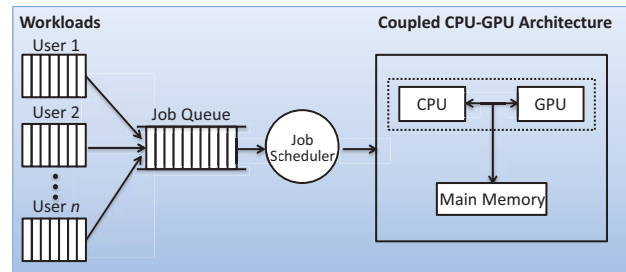 Workloads
Coupled CPU-GPU Architecture
User 1
User 2
User n
Job Queue
Job
Scheduler
CPU
GPU
Main Memory